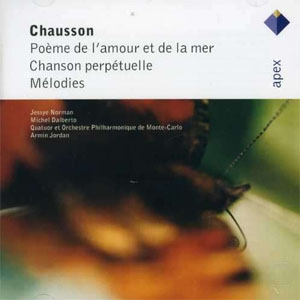 Chausson
Poème de l'amour et de la mer
Chanson perpétuelle
Mélodies
Jessye Norman
Michel Dalberto
Quatuor et Orchestre Philharmonique de Monte-Carlo
Armin Jordan
apex